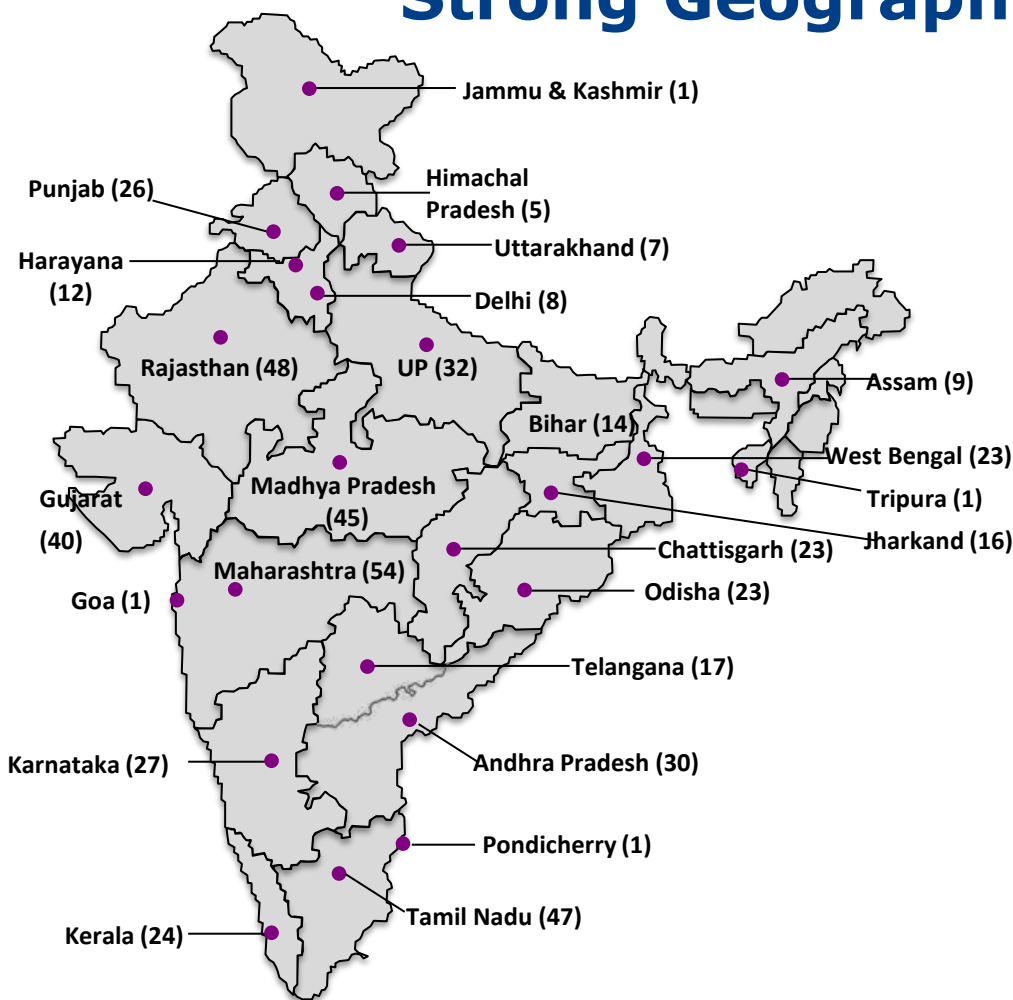 Strong Geograph
Jammu & Kashmir (1)
Himachal
Pradesh (5)
Punjab (26)
Uttarakhand (7)
Harayana
(12)
Delhi (8)
Rajasthan (48)
UP (32)
Assam (9)
Bihar (14)
West Bengal (23)
Madhya Pradesh
(45)
Gujarat
(40)
Tripura (1)
Jharkand (16)
Chattisgarh (23)
Maharashtra (54)
Odisha (23)
Goa (1)
Telangana (17)
Karnataka (27)
Andhra Pradesh (30)
Pondicherry (1)
Tamil Nadu (47)
Kerala (24)